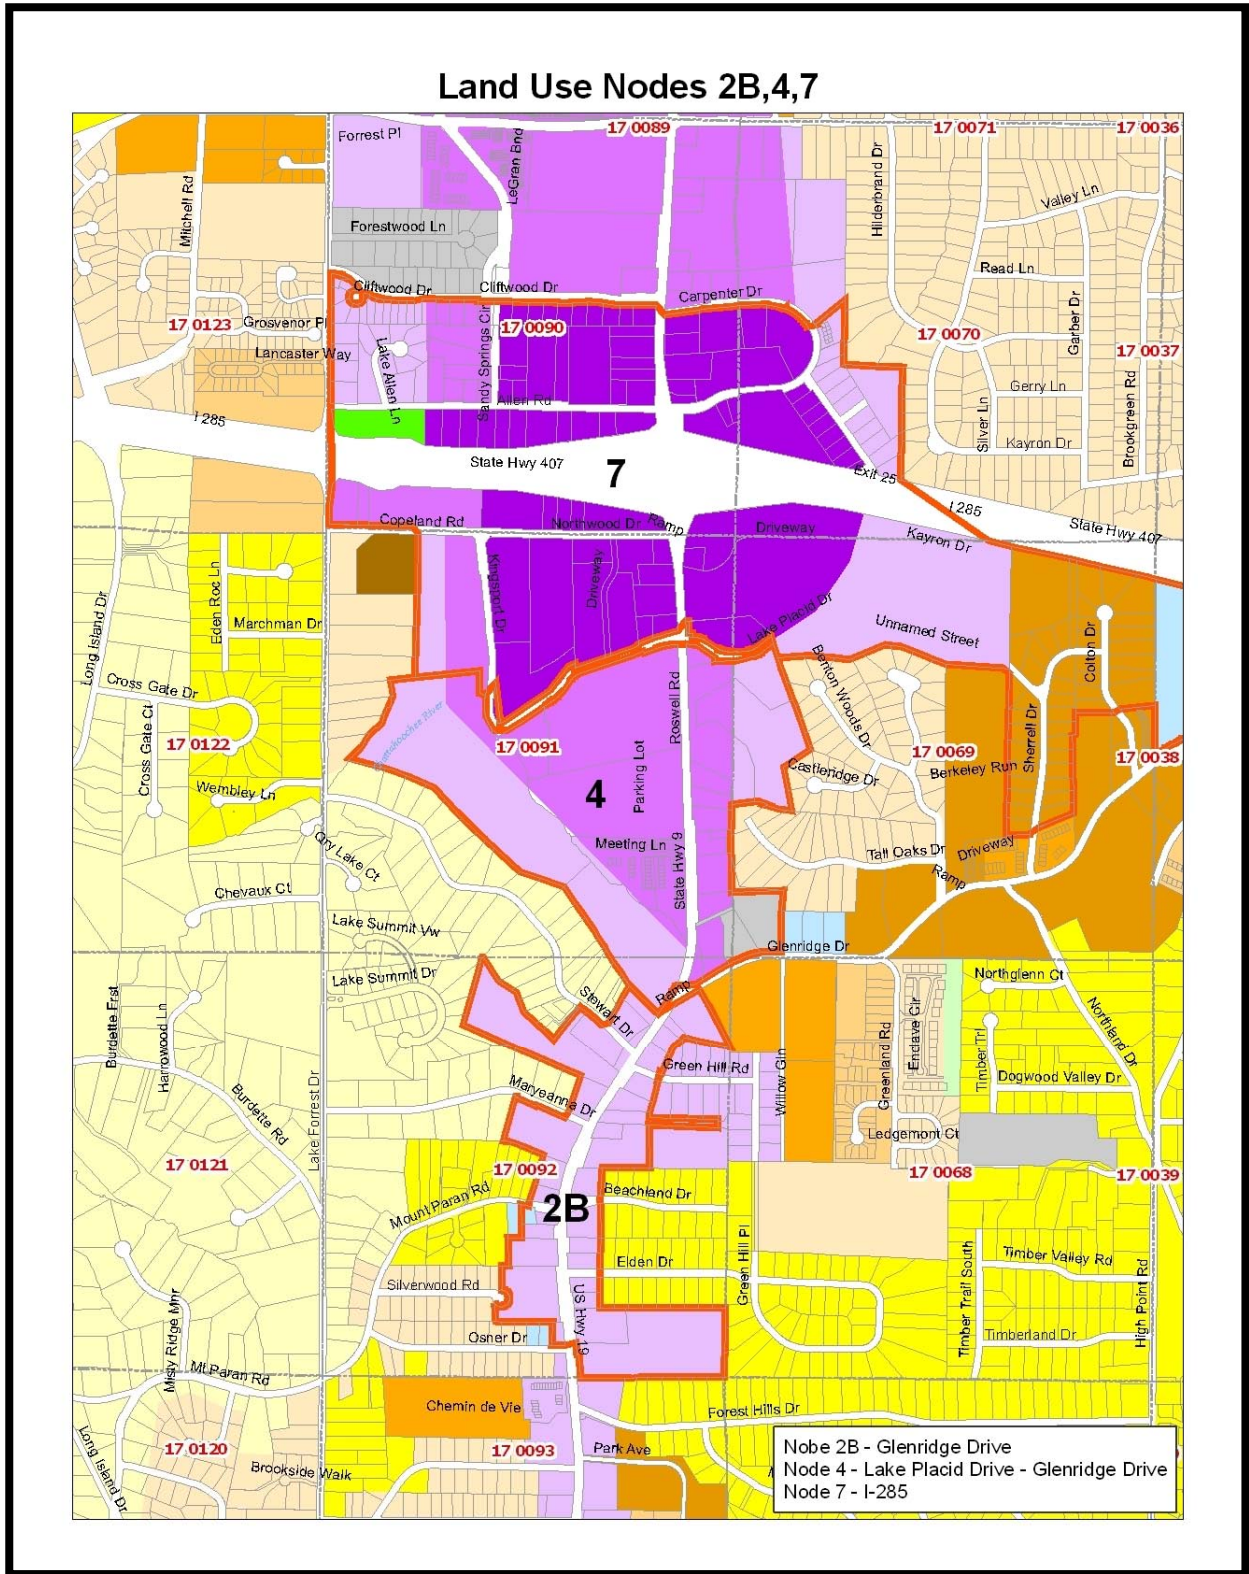 Land Use Nodes 2B,4,7
17 0089
17 0071
17 0036
Forrest Pl
LeGran Bnd
Hilderbrand Dr
Mitchell Rd
Valley Ln
Forestwood Ln
Read Ln
Cliftwood Dr
Cliftwood Dr
Carpenter Dr
17 0123
Grosvenor Pl
17 0090
17 0070
Garber Dr
17 0037
Lancaster Way
Lake Allen Ln
Sandy Springs Cir
Gerry Ln
Allen Rd
Silver Ln
Brookgreen Rd
I 285
Kayron Dr
State Hwy 407
7
Exit 25
I 285
State Hwy 407
Copeland Rd
Northwood Dr
Ramp
Driveway
Kayron Dr
Kingsport Dr
Driveway
Eden Roc Ln
Marchman Dr
Lake Placid Dr
Unnamed Street
Long Island Dr
Colton Dr
Benton Woods Dr
Cross Gate Dr
Roswell Rd
Sherrell Dr
Cross Gate Ct
17 0122
Chattahoochee River
17 0091
17 0069
17 0038
Berkeley Run
Castleridge Dr
Wembley Ln
4
Parking Lot
Meeting Ln
Tall Oaks Dr
Driveway
Ramp
Qry Lake Ct
State Hwy 9
Chevaux Ct
Lake Summit Vw
Glenridge Dr
Lake Summit Dr
Northglenn Ct
Ramp
Stewart Dr
Burdette Frst
Harrowood Ln
Enclave Cir
Greenland Rd
Northland Dr
Timber Trl
Green Hill Rd
Willow Gln
Maryeanna Dr
Dogwood Valley Dr
Burdette Rd
Lake Forrest Dr
Ledgemont Ct
17 0121
17 0092
17 0068
17 0039
Mount Paran Rd
2B
Beachland Dr
Elden Dr
Green Hill Pl
Timber Valley Rd
Timber Trail South
High Point Rd
Silverwood Rd
US Hwy 19
Osner Dr
Timberland Dr
Misty Ridge Mnr
Mt Paran Rd
Chemin de Vie
Forest Hills Dr
Long Island Dr
17 0120
17 0093
Park Ave
Brookside Walk
Nobe 2B - Glenridge Drive
Node 4 - Lake Placid Drive - Glenridge Drive
Node 7 - I-285